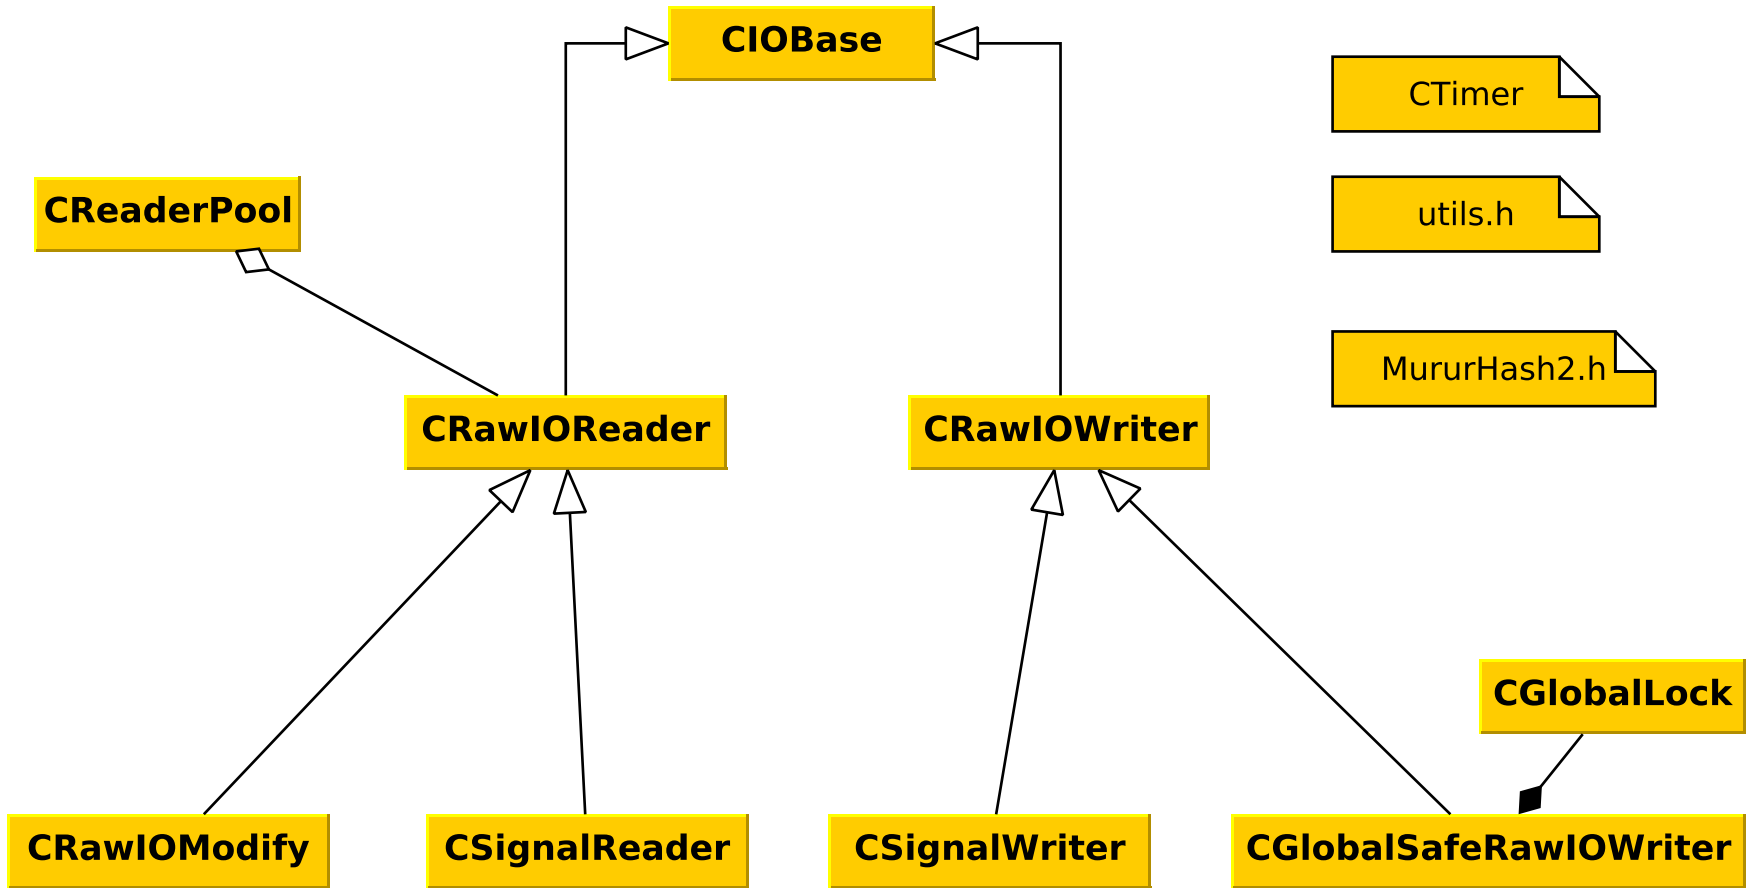 CIOBase
CTimer
CReaderPool
utils.h
MururHash2.h
CRawIOReader
CRawIOWriter
CGlobalLock
CRawIOModify
CSignalReader
CSignalWriter
CGlobalSafeRawIOWriter